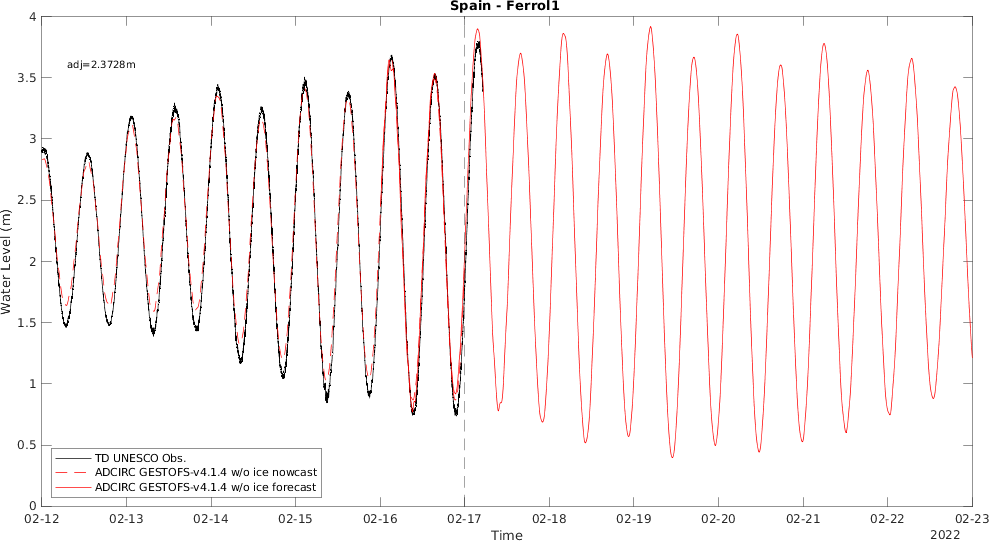 Spain - Ferrol1
adj=2.3728m
4
3.5
3
2.5
2
1.5
1
0.5
0
Water Level (m)
TD UNESCO Obs.
ADCIRC GESTOFS-v4.1.4 w/o ice nowcast
ADCIRC GESTOFS-v4.1.4 w/o ice forecast
02-12 02-13 02-14 02-15 02-16 02-17 02-18 02-19 02-20 02-21 02-22 02-23
Time
2022